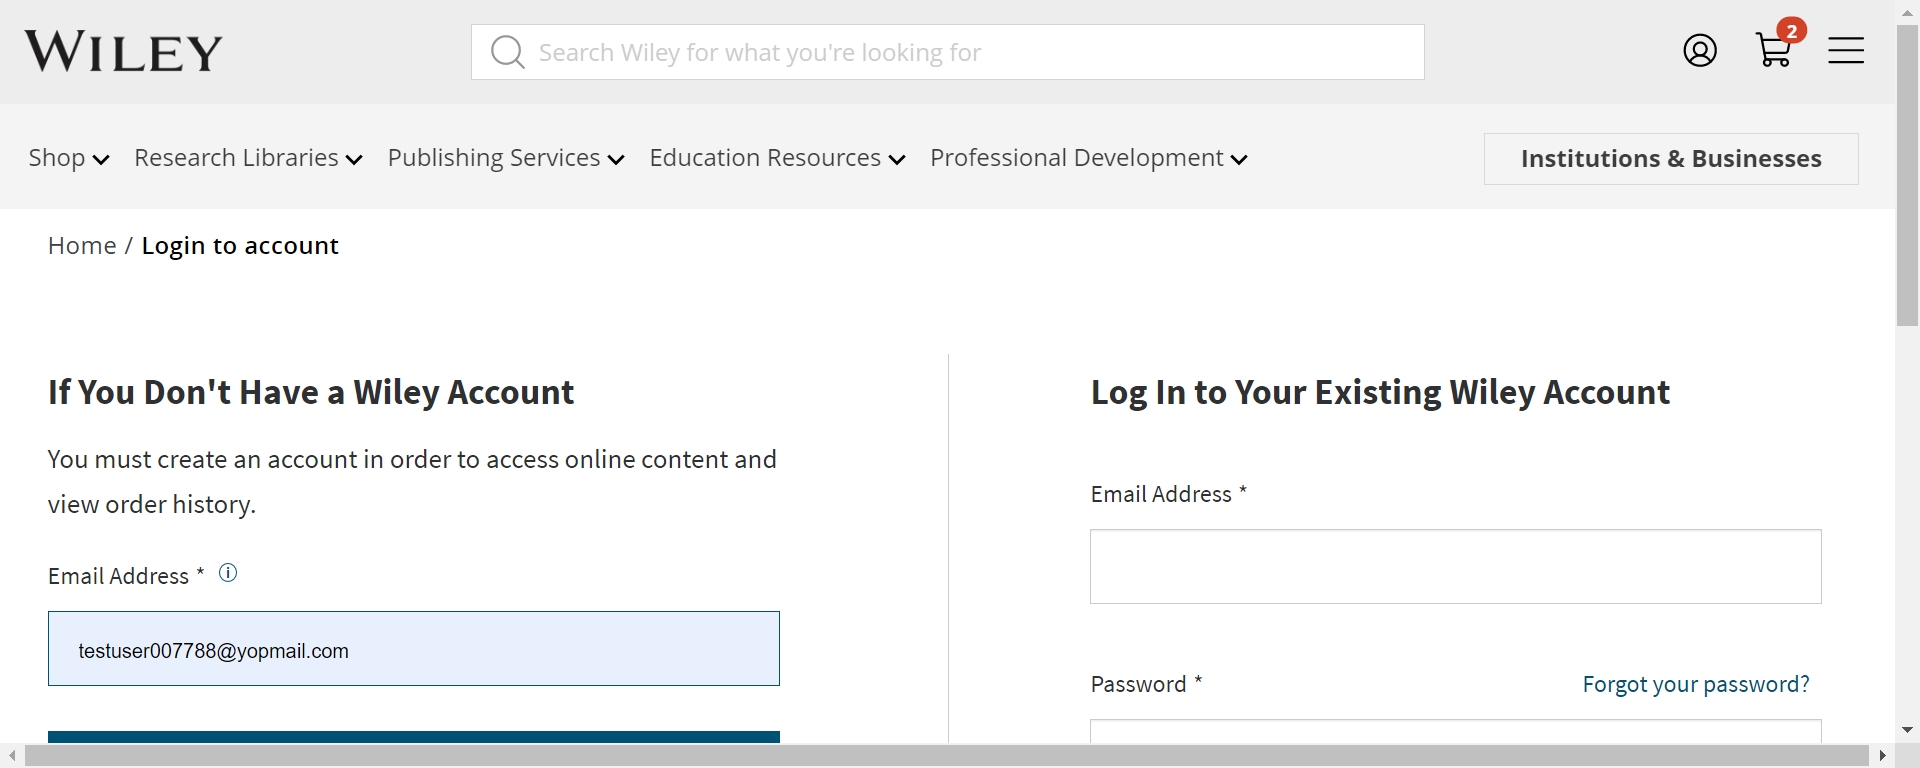 WILEY
Search Wiley for what you're looking for
2
Shop
Research Libraries
Publishing Services
Education Resources
Professional Development
Institutions & Businesses
Home / Login to account
If You Don't Have a Wiley Account
You must create an account in order to access online content and
view order history.
Email Address *
testuser007788@yopmail.com
Log In to Your Existing Wiley Account
Email Address *
Password *
Forgot your password?